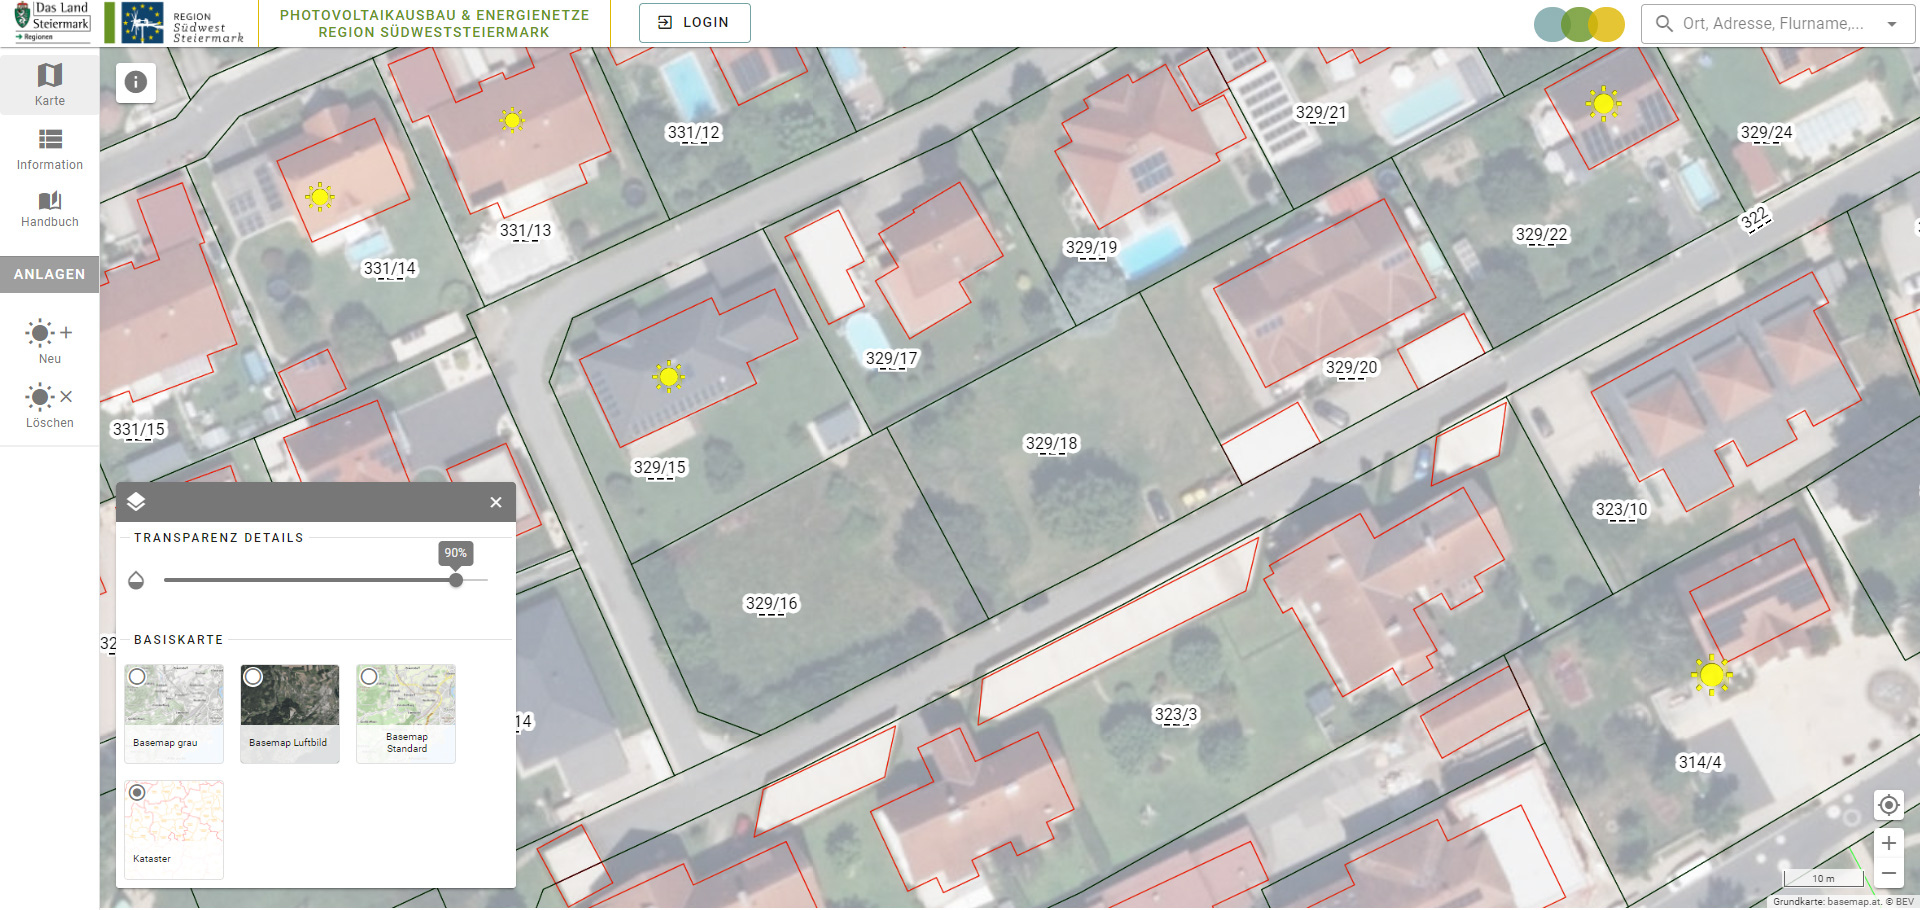 Das Land
Steiermark
→ Regionen
REGION
Südwest
Steiermark
PHOTOVOLTAIKAUSBAU & ENERGIENETZE
REGION SÜDWESTSTEIERMARK
LOGIN
Ort, Adresse, Flurname,...
Karte
Information
Handbuch
ANLAGEN
Neu
Löschen
331/12
329/21
329/24
322
331/13
329/22
329/19
331/14
329/17
329/20
331/15
329/18
329/15
323/10
329/16
32
14
323/3
314/4
TRANSPARENZ DETAILS
90%
BASISKARTE
Basemap grau
Basemap Luftbild
Basemap
Standard
Kataster
10 m
Grundkarte: basemap.at. © BEV